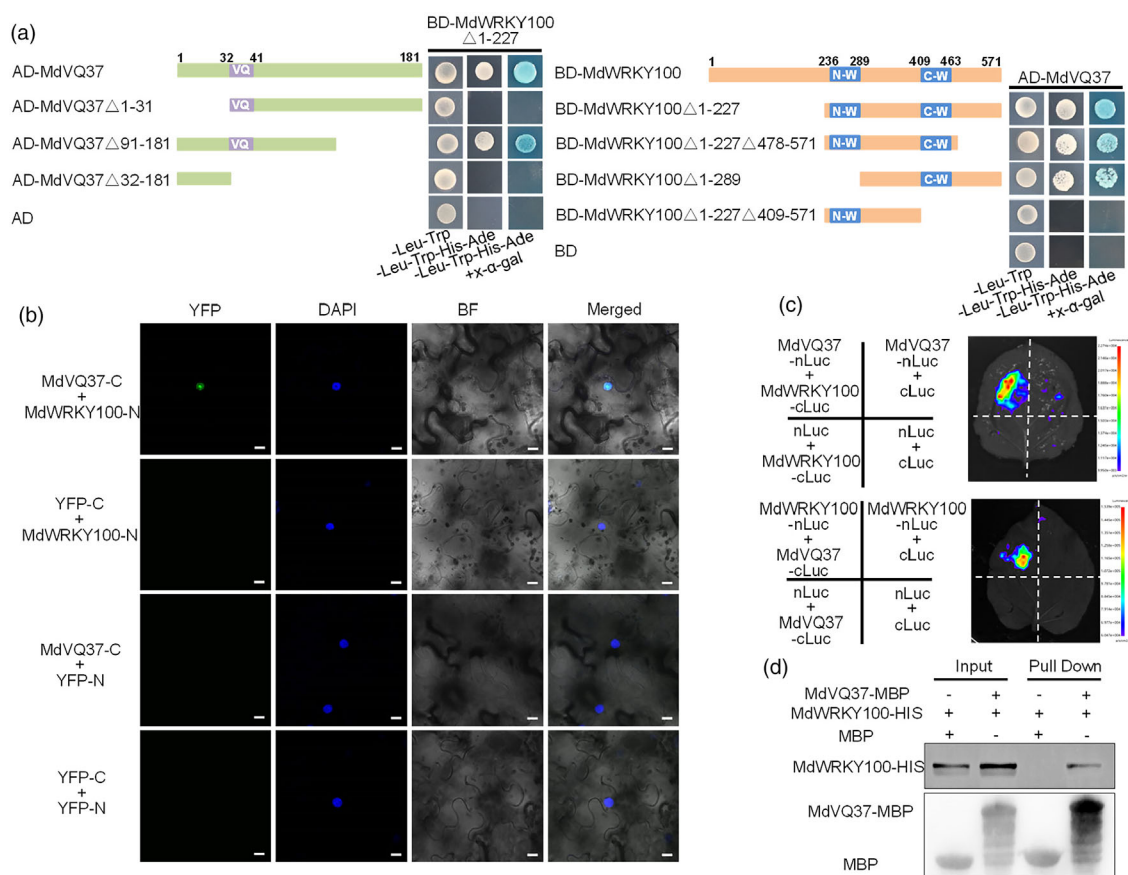 (a)
BD-MdWRKY100
△1-227
1 32 41 181
AD-MdVQ37
VQ
AD-MdVQ37△1-31
VQ
AD-MdVQ37△91-181
VQ
AD-MdVQ37△32-181
AD
-Leu-Trp
-Leu-Trp-His-Ade
-Leu-Trp-His-Ade
+x-α-gal
1 236 289 409 463 571
BD-MdWRKY100
N-W C-W
AD-MdVQ37
BD-MdWRKY100△1-227
N-W C-W
BD-MdWRKY100△1-227△478-571
N-W C-W
BD-MdWRKY100△1-289
C-W
BD-MdWRKY100△1-227△409-571
N-W
BD
-Leu-Trp
-Leu-Trp-His-Ade
-Leu-Trp-His-Ade
+x-α-gal
(b)
YFP DAPI BF Merged
MdVQ37-C
+
MdWRKY100-N
YFP-C
+
MdWRKY100-N
MdVQ37-C
+
YFP-N
YFP-C
+
YFP-N
(c)
MdVQ37
-nLuc
+
MdWRKY100
-cLuc
MdVQ37
-nLuc
+
cLuc
nLuc
+
MdWRKY100
-cLuc
nLuc
+
cLuc
MdWRKY100
-nLuc
+
MdVQ37
-cLuc
MdWRKY100
-nLuc
+
cLuc
nLuc
+
MdVQ37
-cLuc
nLuc
+
cLuc
(d)
Input Pull Down
MdVQ37-MBP - + - +
MdWRKY100-HIS + + + +
MBP + - + -
MdWRKY100-HIS
MdVQ37-MBP
MBP